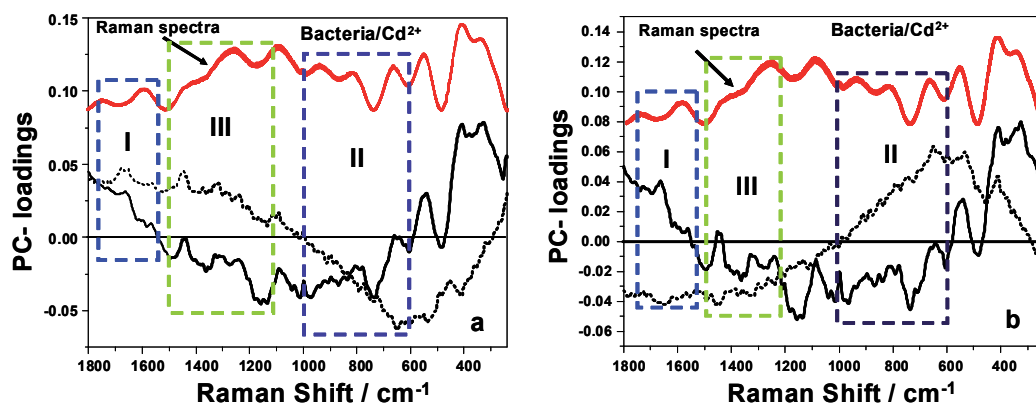 Raman spectra
Bacteria/Cd²⁺
0.15
0.10
0.05
0.00
-0.05
PC- loadings
I
III
II
a
1800 1600 1400 1200 1000 800 600 400
Raman Shift / cm⁻¹
Raman spectra
Bacteria/Cd²⁺
0.14
0.12
0.10
0.08
0.06
0.04
0.02
0.00
-0.02
-0.04
-0.06
PC- loadings
I
III
II
b
1800 1600 1400 1200 1000 800 600 400
Raman Shift / cm⁻¹